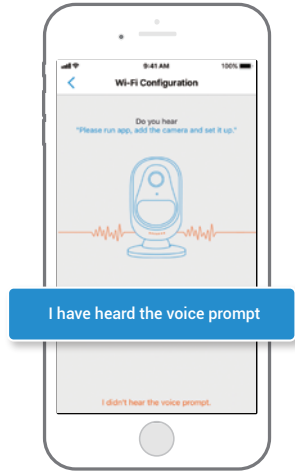 9:41 AM 100%
Wi-Fi Configuration
Do you hear
"Please run app, add the camera and set it up."
I have heard the voice prompt
I didn't hear the voice prompt.